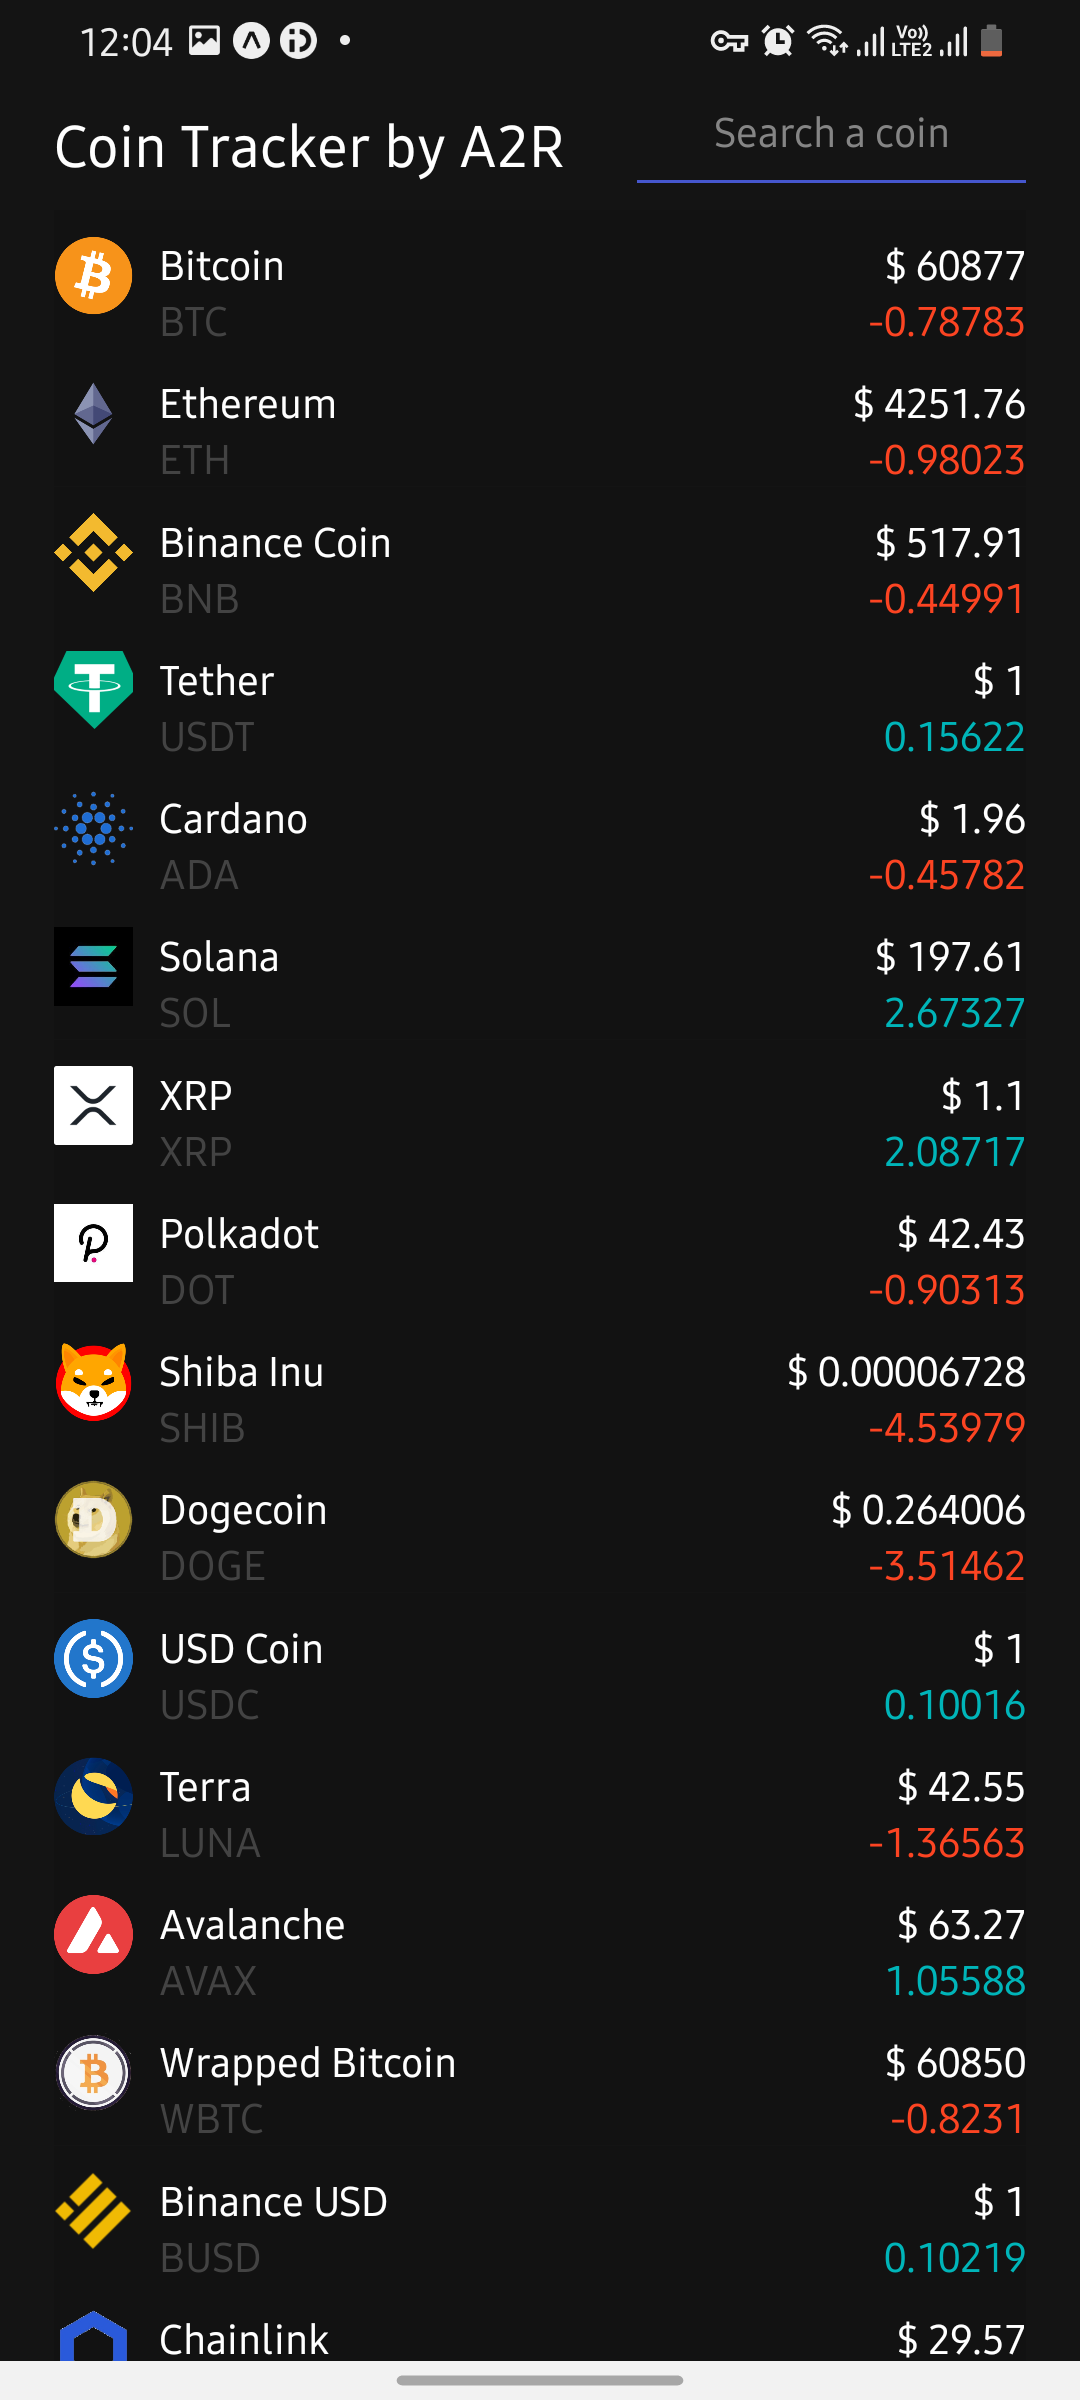 12:04
Vo)) LTE2
Coin Tracker by A2R
Search a coin
Bitcoin $ 60877
BTC -0.78783
Ethereum $ 4251.76
ETH -0.98023
Binance Coin $ 517.91
BNB -0.44991
Tether $ 1
USDT 0.15622
Cardano $ 1.96
ADA -0.45782
Solana $ 197.61
SOL 2.67327
XRP $ 1.1
XRP 2.08717
Polkadot $ 42.43
DOT -0.90313
Shiba Inu $ 0.00006728
SHIB -4.53979
Dogecoin $ 0.264006
DOGE -3.51462
USD Coin $ 1
USDC 0.10016
Terra $ 42.55
LUNA -1.36563
Avalanche $ 63.27
AVAX 1.05588
Wrapped Bitcoin $ 60850
WBTC -0.8231
Binance USD $ 1
BUSD 0.10219
Chainlink $ 29.57